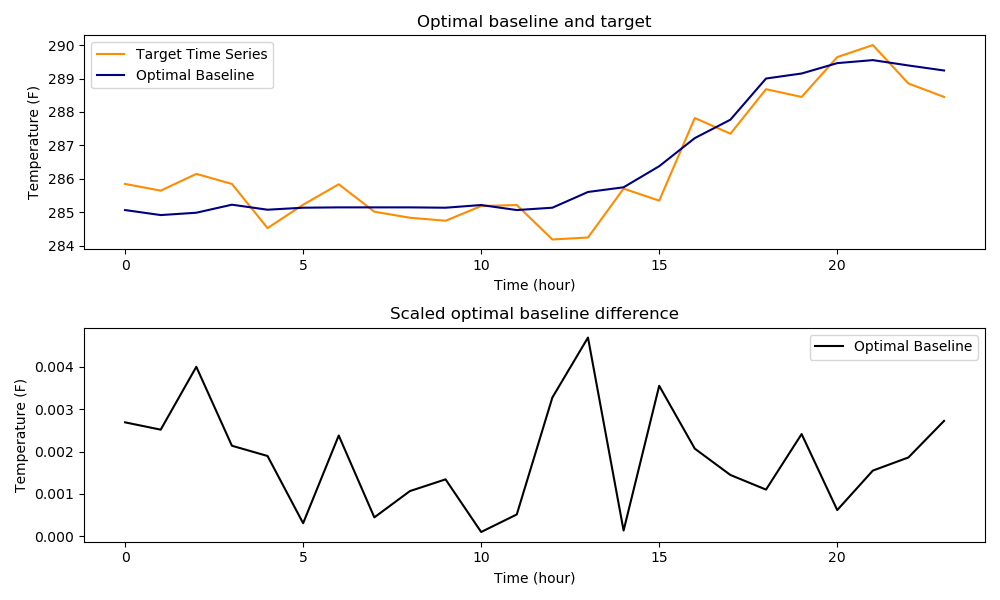 Optimal baseline and target
Target Time Series
Optimal Baseline
Temperature (F)
290
289
288
287
286
285
284
0 5 10 15 20
Time (hour)
Scaled optimal baseline difference
Optimal Baseline
Temperature (F)
0.004
0.003
0.002
0.001
0.000
0 5 10 15 20
Time (hour)